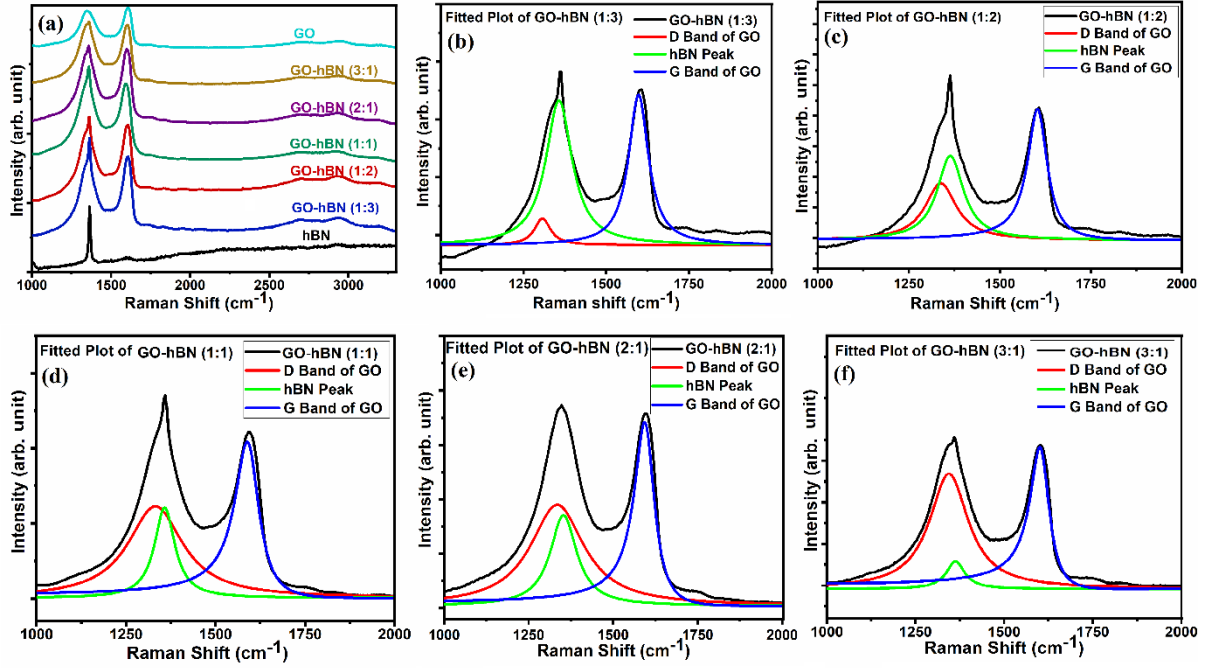 (a)
GO
GO-hBN (3:1)
GO-hBN (2:1)
GO-hBN (1:1)
GO-hBN (1:2)
GO-hBN (1:3)
hBN
Intensity (arb. unit)
1000 1500 2000 2500 3000
Raman Shift (cm⁻¹)
Fitted Plot of GO-hBN (1:3)
(b)
GO-hBN (1:3)
D Band of GO
hBN Peak
G Band of GO
Intensity (arb. unit)
1000 1250 1500 1750 2000
Raman shift (cm⁻¹)
Fitted Plot of GO-hBN (1:2)
(c)
GO-hBN (1:2)
D Band of GO
hBN Peak
G Band of GO
Intensity (arb. unit)
1000 1250 1500 1750 2000
Raman Shift (cm⁻¹)
Fitted Plot of GO-hBN (1:1)
(d)
GO-hBN (1:1)
D Band of GO
hBN Peak
G Band of GO
Intensity (arb. unit)
1000 1250 1500 1750 2000
Raman Shift (cm⁻¹)
Fitted Plot of GO-hBN (2:1)
(e)
GO-hBN (2:1)
D Band of GO
hBN Peak
G Band of GO
Intensity (arb. unit)
1000 1250 1500 1750 2000
Raman Shift (cm⁻¹)
Fitted Plot of GO-hBN (3:1)
(f)
GO-hBN (3:1)
D Band of GO
hBN Peak
G Band of GO
Intensity (arb. unit)
1000 1250 1500 1750 2000
Raman Shift (cm⁻¹)